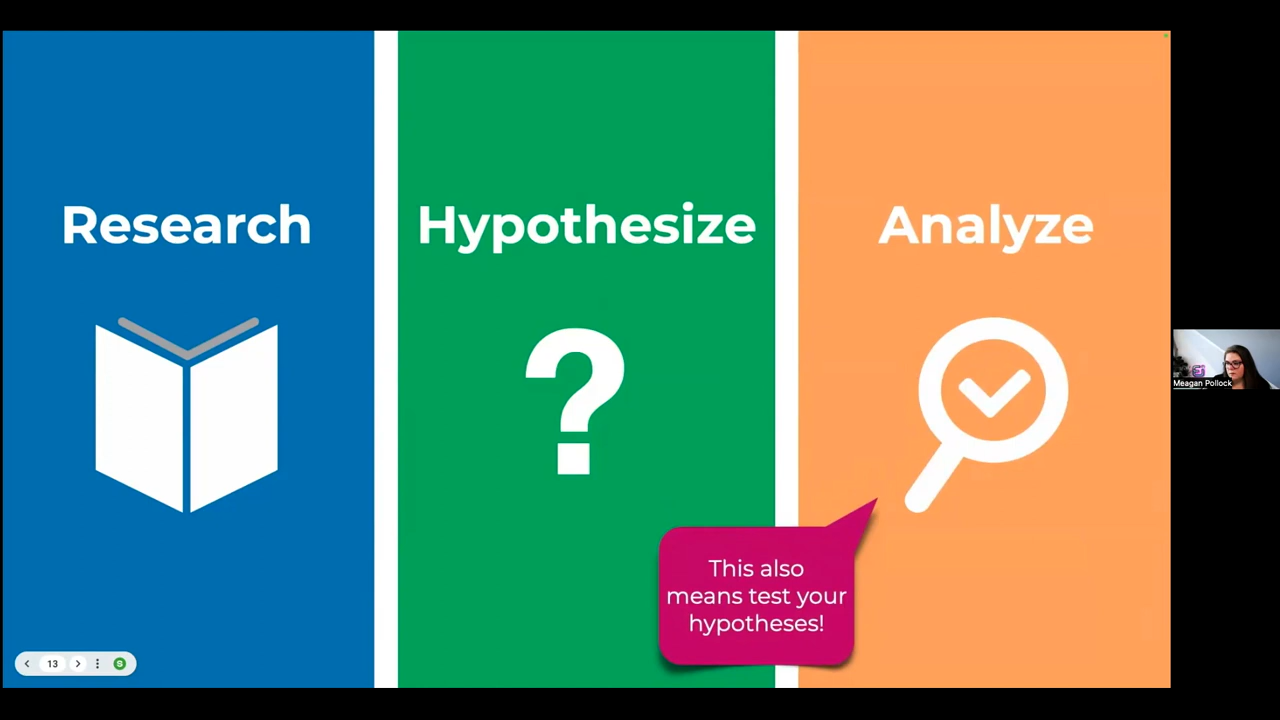 Research
Hypothesize
Analyze
?
This also
means test your
hypotheses!
13
S
Meagan Pollock